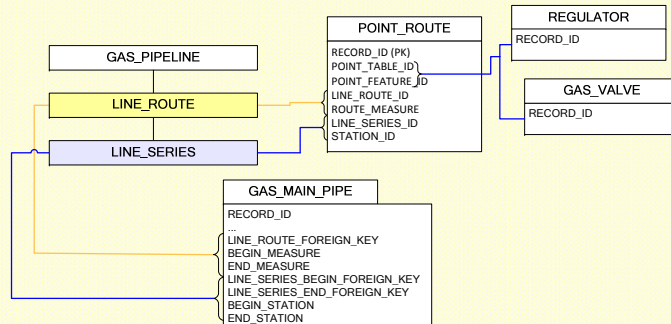 GAS_PIPELINE
LINE_ROUTE
LINE_SERIES
POINT_ROUTE
RECORD_ID (PK)
POINT_TABLE_ID
POINT_FEATURE_ID
LINE_ROUTE_ID
ROUTE_MEASURE
LINE_SERIES_ID
STATION_ID
REGULATOR
RECORD_ID
GAS_VALVE
RECORD_ID
GAS_MAIN_PIPE
RECORD_ID
...
LINE_ROUTE_FOREIGN_KEY
BEGIN_MEASURE
END_MEASURE
LINE_SERIES_BEGIN_FOREIGN_KEY
LINE_SERIES_END_FOREIGN_KEY
BEGIN_STATION
END_STATION